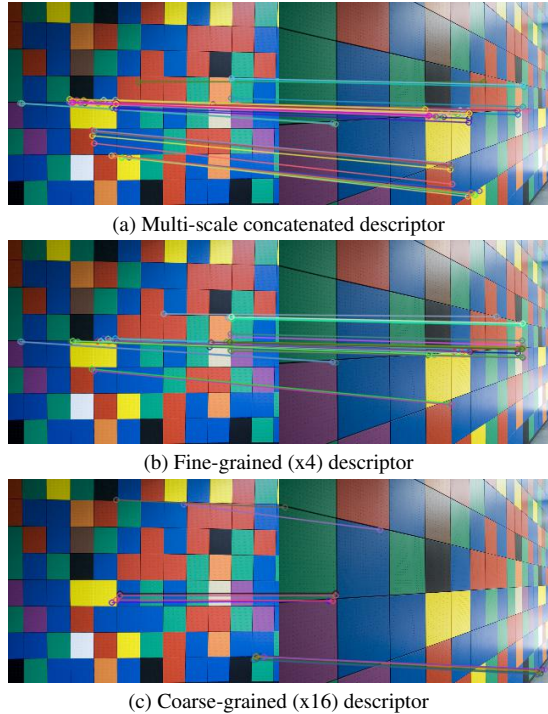 (a) Multi-scale concatenated descriptor
(b) Fine-grained (x4) descriptor
(c) Coarse-grained (x16) descriptor